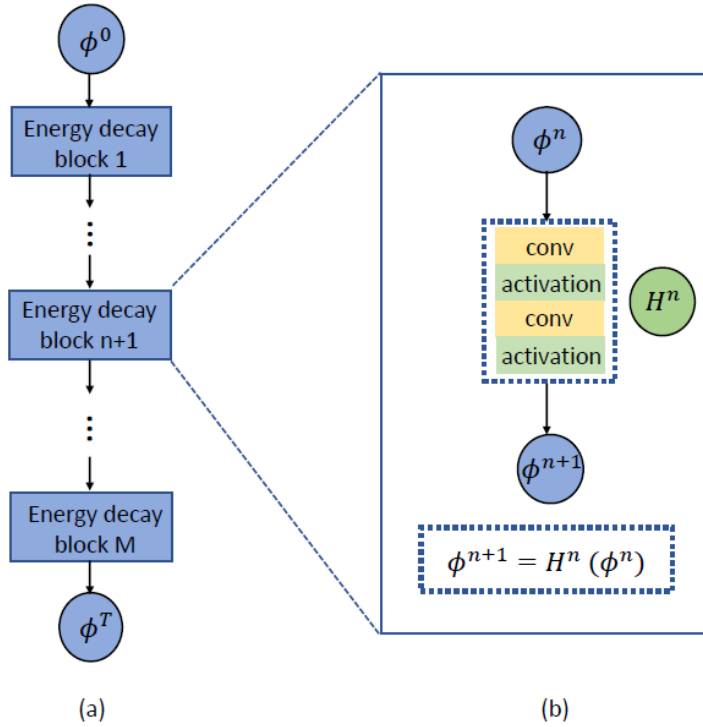 ϕ⁰
Energy decay
block 1
⋮
Energy decay
block n+1
⋮
Energy decay
block M
ϕᵀ
(a)
ϕⁿ
conv
activation
conv
activation
Hⁿ
ϕⁿ⁺¹
ϕⁿ⁺¹ = Hⁿ (ϕⁿ)
(b)